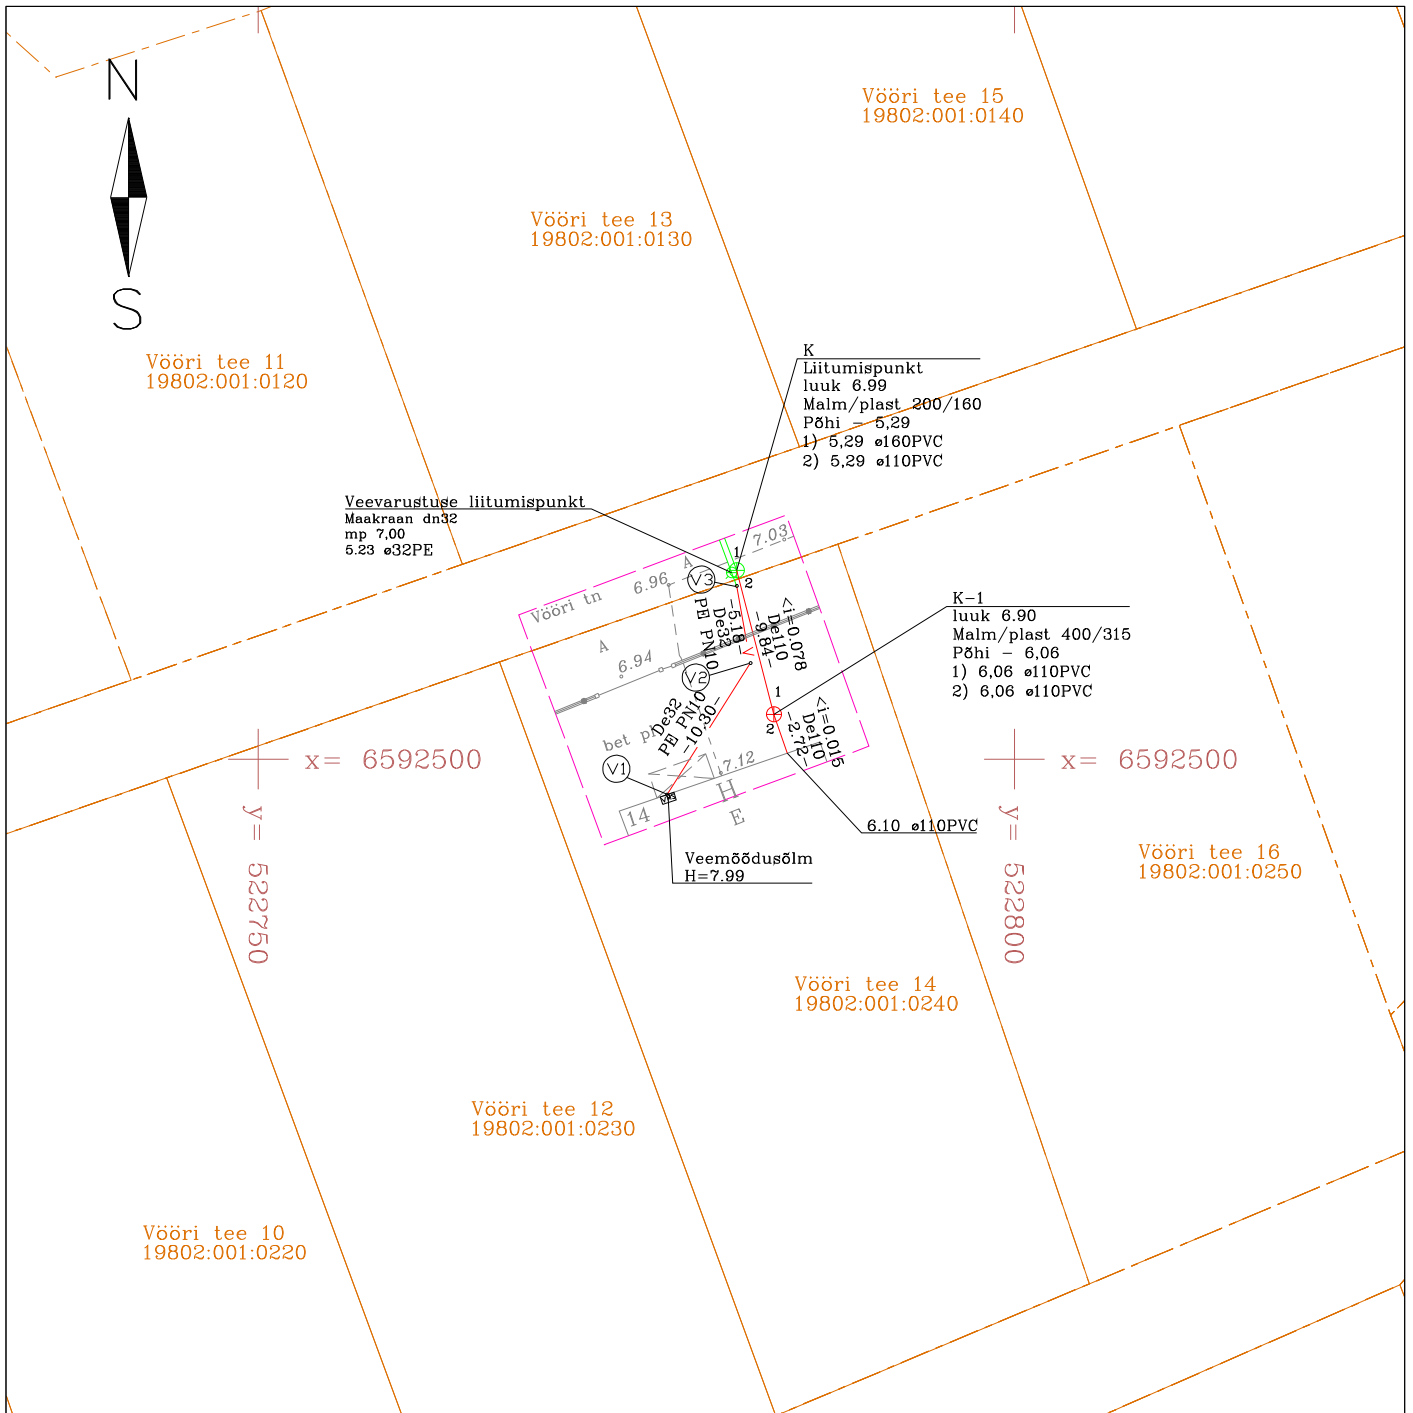 N
S
Vööri tee 15
19802:001:0140
Vööri tee 13
19802:001:0130
Vööri tee 11
19802:001:0120
K
Liitumispunkt
luuk 6.99
Malm/plast 200/160
Põhi - 5,29
1) 5,29 ø160PVC
2) 5,29 ø110PVC
Veevarustuse liitumispunkt
Maakraan dn32
mp 7,00
5.23 ø32PE
7.03
1
A
V3
2
6.96
Vööri tn
-5.18-
De32
PE PN10
<i=0.078
De110
-9.84-
V
K-1
luuk 6.90
Malm/plast 400/315
Põhi - 6,06
1) 6,06 ø110PVC
2) 6,06 ø110PVC
A
6.94
V2
1
2
De32
PE PN10
-10.30-
<i=0.015
De110
-2.72-
bet
V1
7.12
H
E
14
6.10 ø110PVC
Veemõõdusõlm
H=7.99
x= 6592500
y= 522750
x= 6592500
y= 522800
Vööri tee 16
19802:001:0250
Vööri tee 14
19802:001:0240
Vööri tee 12
19802:001:0230
Vööri tee 10
19802:001:0220